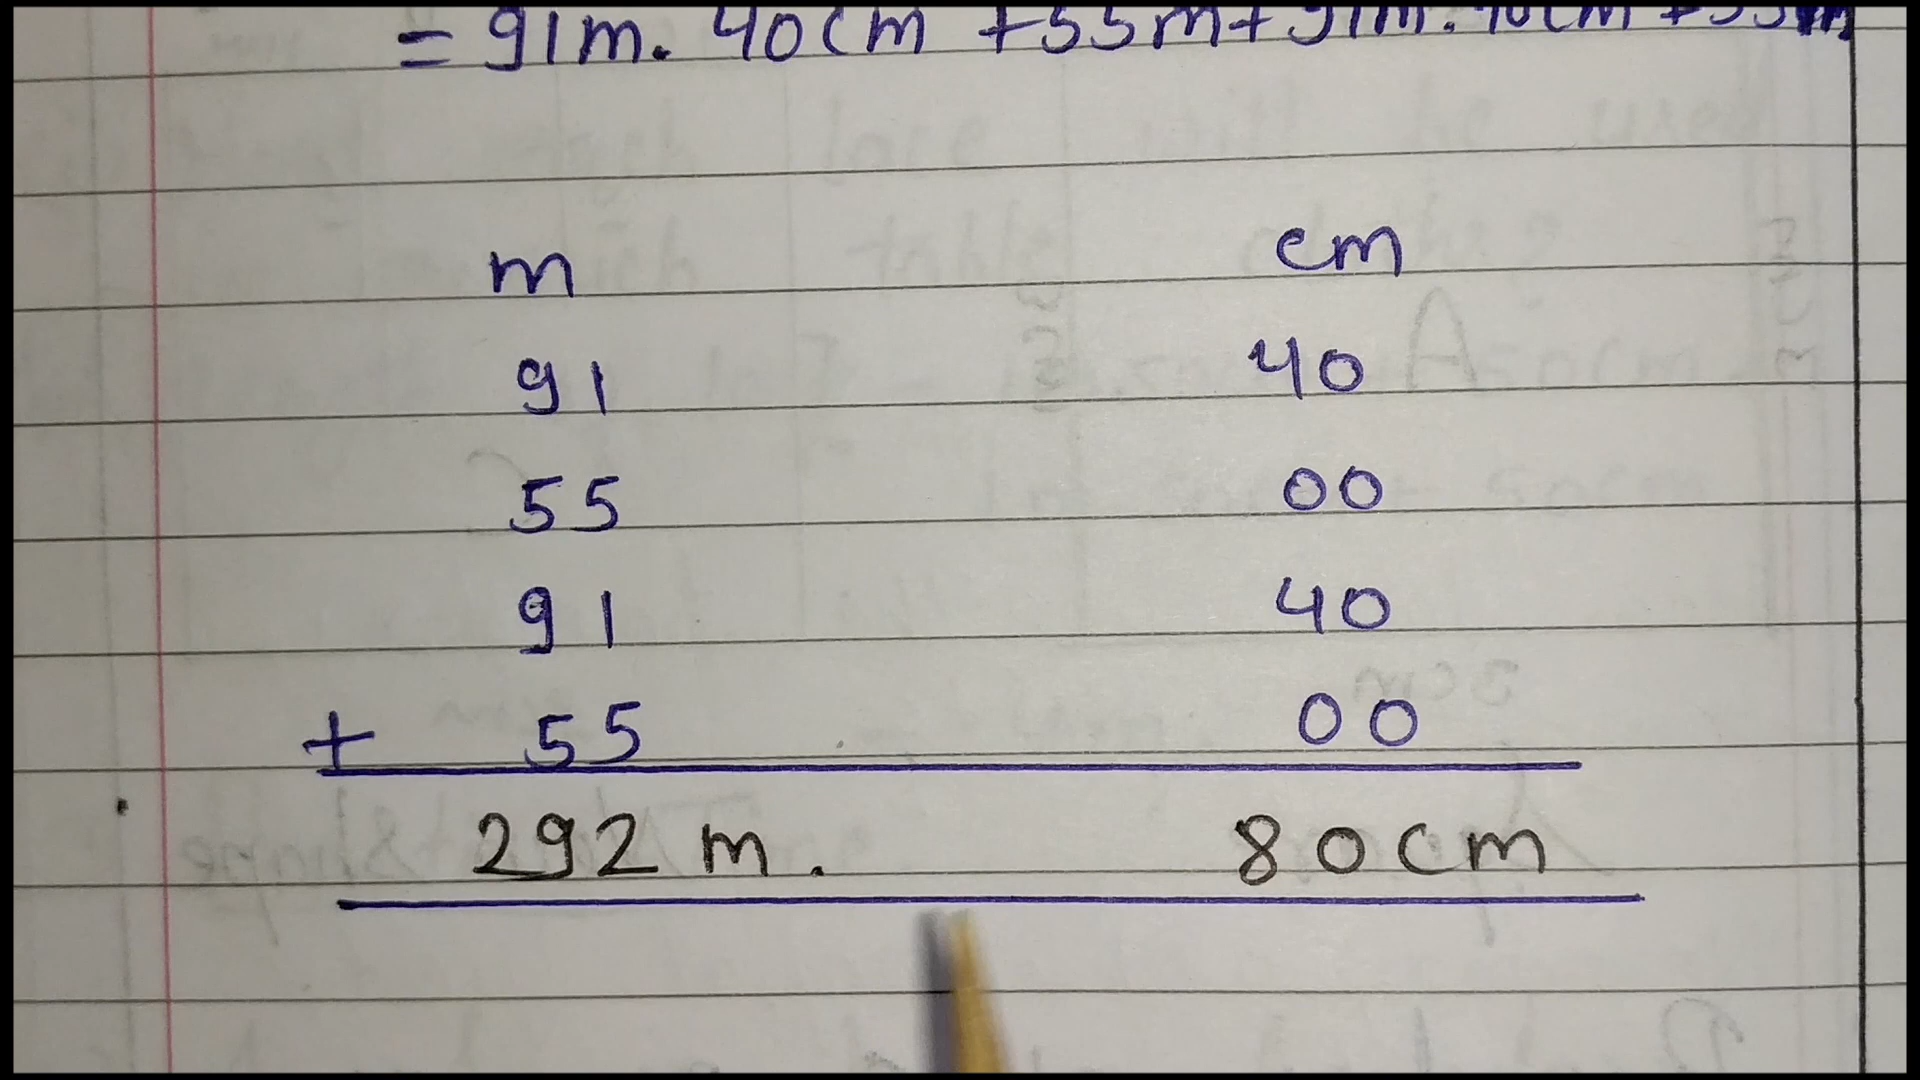 = 91m. 40cm +55m+91m.40cm+55m
m cm
91 40
55 00
91 40
+ 55 00
292 m. 80cm